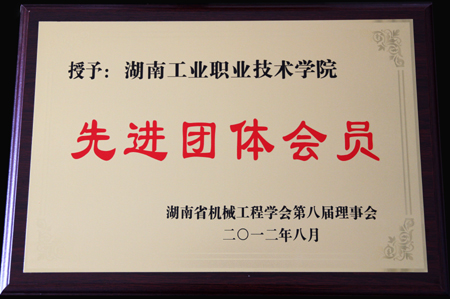 授予：湖南工业职业技术学院
先进团体会员
湖南省机械工程学会第八届理事会
二〇一二年八月